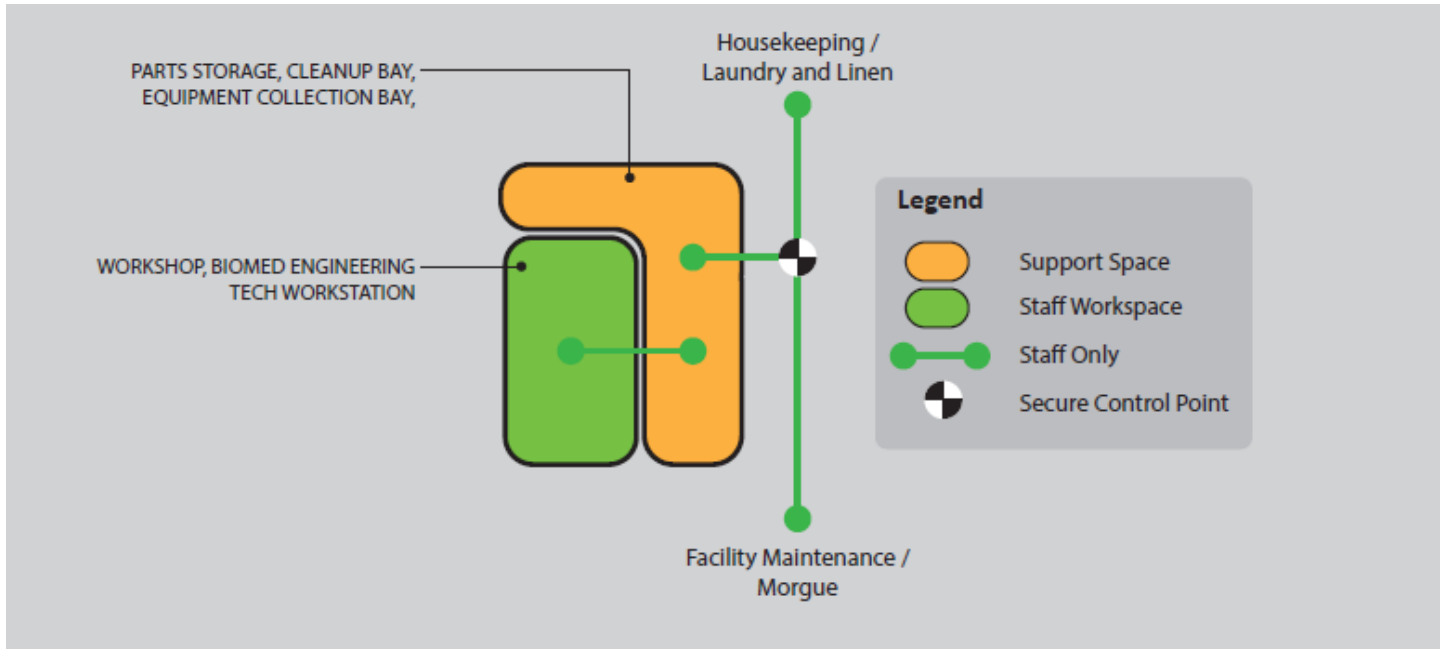 PARTS STORAGE, CLEANUP BAY,
EQUIPMENT COLLECTION BAY,
WORKSHOP, BIOMED ENGINEERING
TECH WORKSTATION
Housekeeping /
Laundry and Linen
Facility Maintenance /
Morgue
Legend
Support Space
Staff Workspace
Staff Only
Secure Control Point